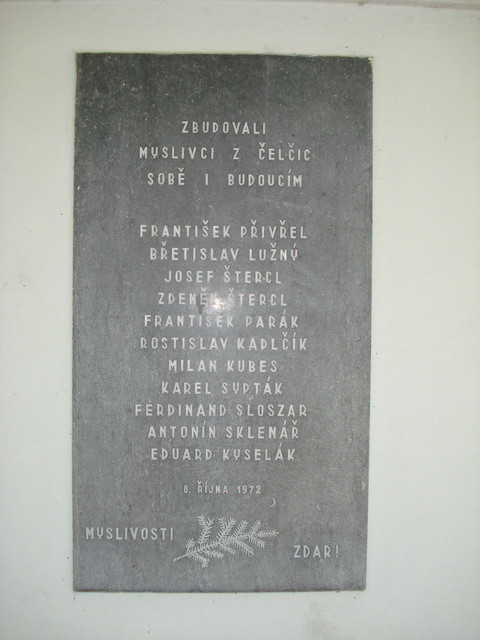 ZBUDOVALI
MYSLIVCI Z ČELČIC
SOBĚ I BUDOUCÍM
FRANTIŠEK PŘIVŘEL
BŘETISLAV LUŽNÝ
JOSEF ŠTERCL
ZDENĚK ŠTERCL
FRANTIŠEK PARÁK
ROSTISLAV KADLČÍK
MILAN KUBES
KAREL SYPTÁK
FERDINAND SLOSZAR
ANTONÍN SKLENÁŘ
EDUARD KYSELÁK
8. ŘÍJNA 1972
MYSLIVOSTI
ZDAR!